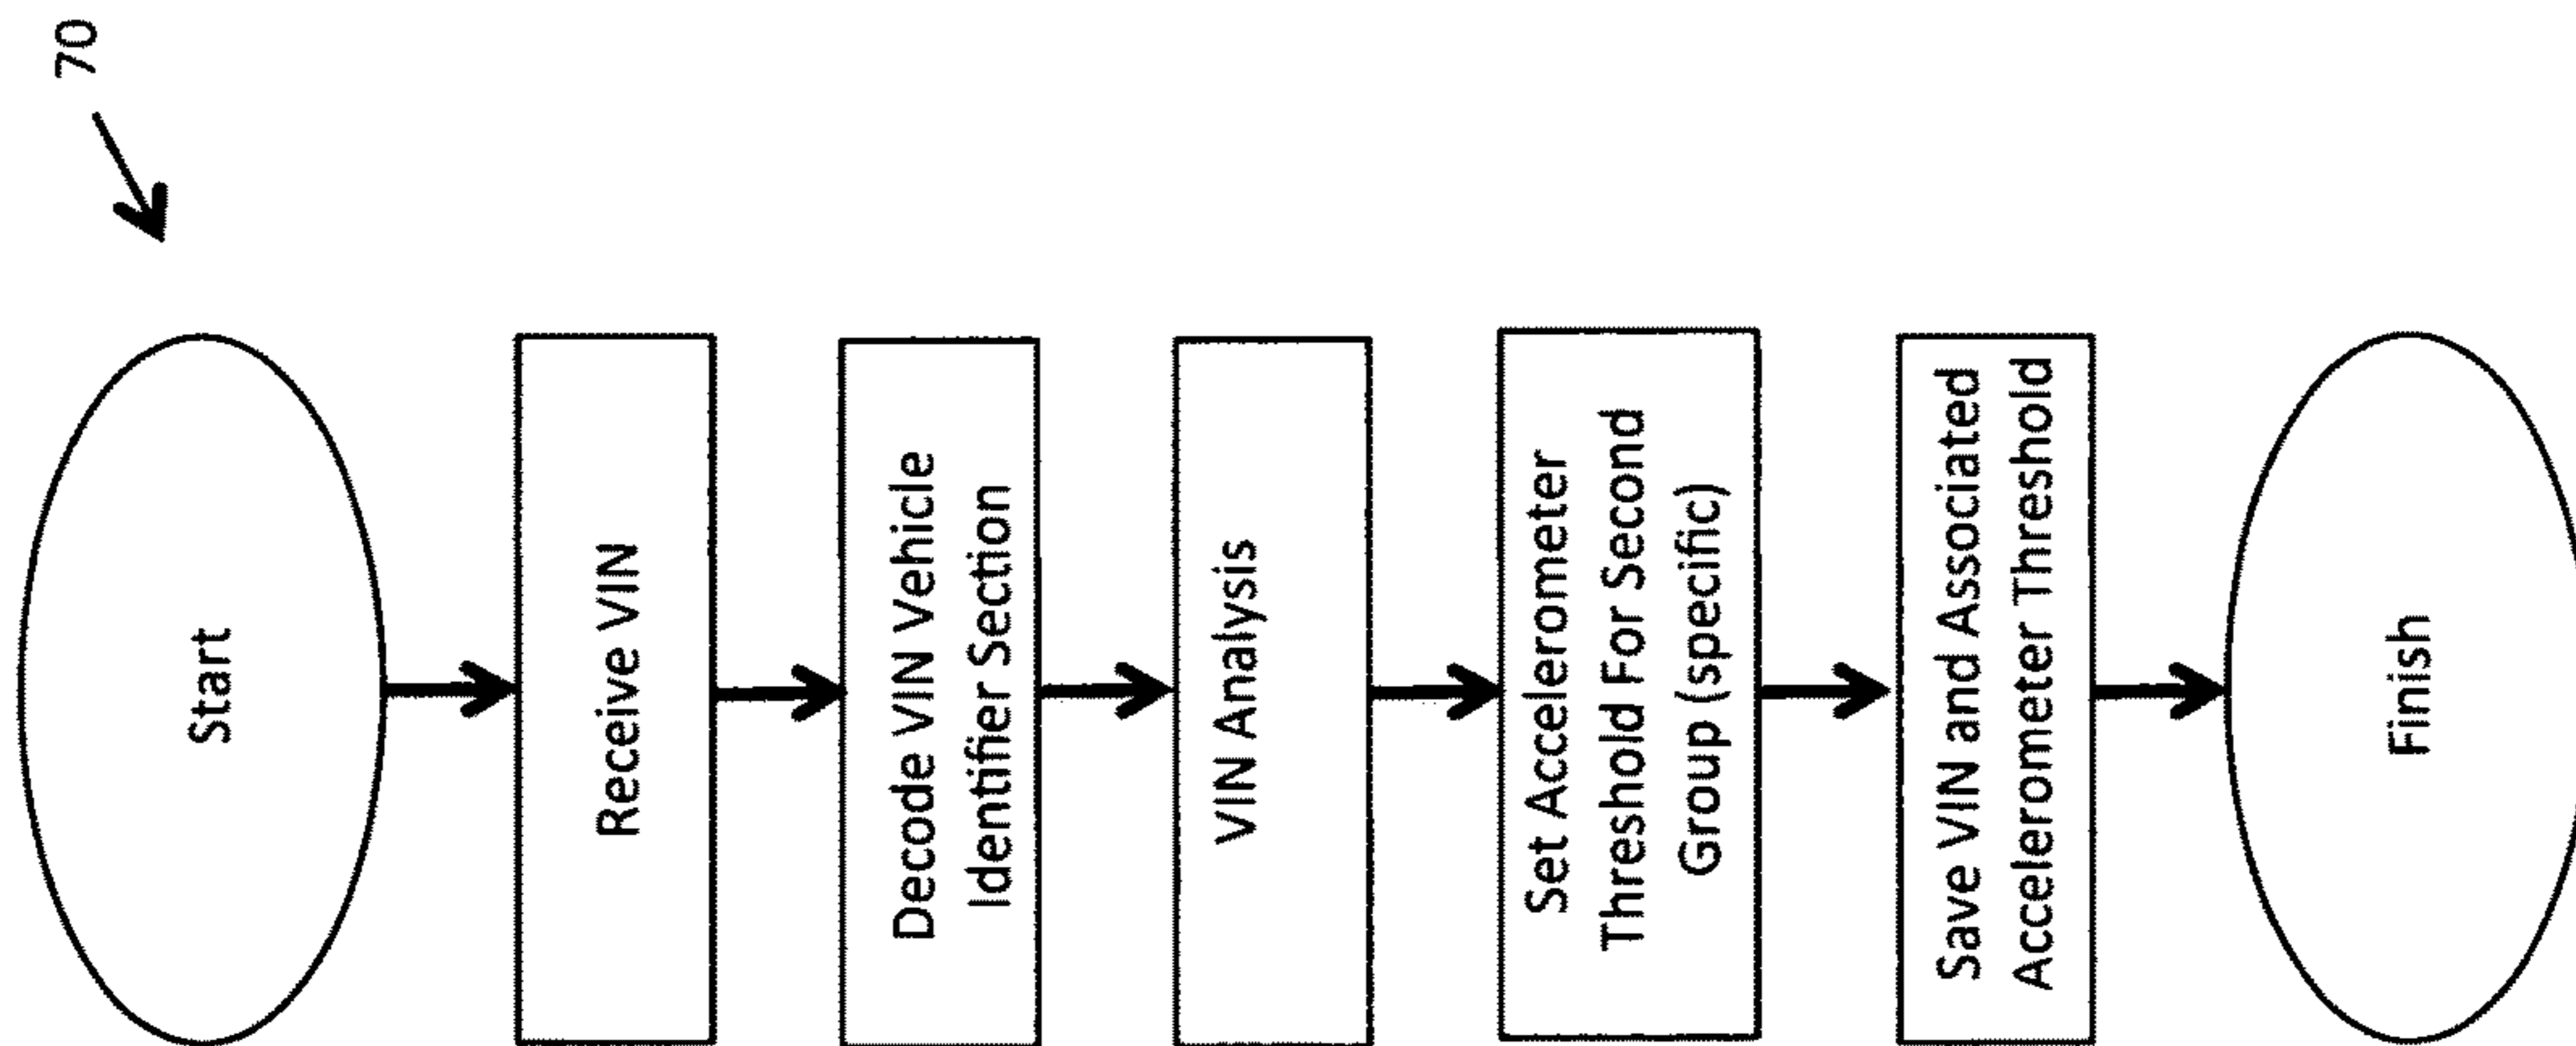 70
Start
Receive VIN
Decode VIN Vehicle
Identifier Section
VIN Analysis
Set Accelerometer
Threshold For Second
Group (specific)
Save VIN and Associated
Accelerometer Threshold
Finish